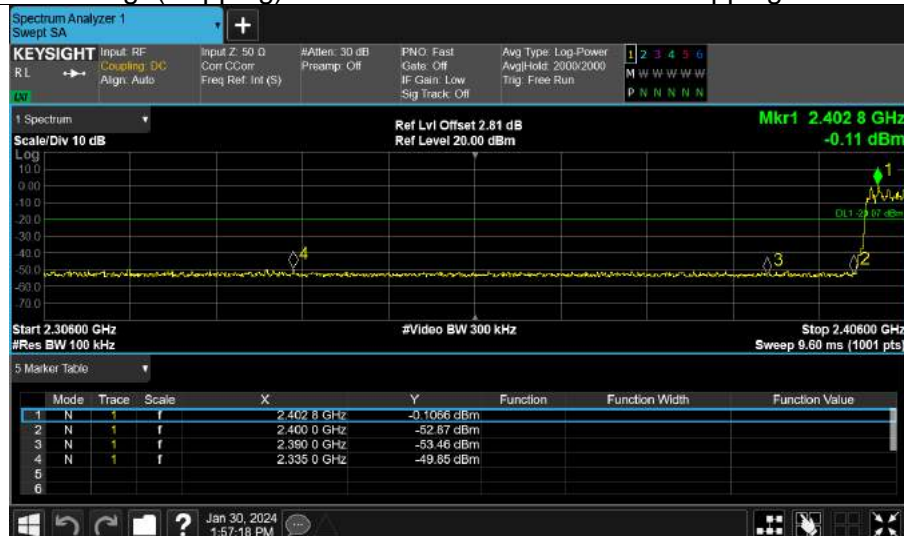 Spectrum Analyzer 1
Swept SA
+
KEYSIGHT Input: RF Input Z: 50 Ω #Atten: 30 dB PNO: Fast Avg Type: Log-Power 1 2 3 4 5 6
RL Coupling: DC Corr CCorr Preamp: Off Gate: Off Avg|Hold: 2000/2000 M W W W W W
Align: Auto Freq Ref: Int (S) IF Gain: Low Trig: Free Run
LXI Sig Track: Off P N N N N N
1 Spectrum Ref Lvl Offset 2.81 dB Mkr1 2.402 8 GHz
Scale/Div 10 dB Ref Level 20.00 dBm -0.11 dBm
Log
10.0
0.00
-10.0
-20.0
-30.0
-40.0
-50.0
-60.0
-70.0
1
DL1 -20.07 dBm
4
3
2
Start 2.30600 GHz #Video BW 300 kHz Stop 2.40600 GHz
#Res BW 100 kHz Sweep 9.60 ms (1001 pts)
5 Marker Table
Mode Trace Scale X Y Function Function Width Function Value
1 N 1 f 2.402 8 GHz -0.1066 dBm
2 N 1 f 2.400 0 GHz -52.87 dBm
3 N 1 f 2.390 0 GHz -53.46 dBm
4 N 1 f 2.335 0 GHz -49.85 dBm
5
6
? Jan 30, 2024
1:57:18 PM